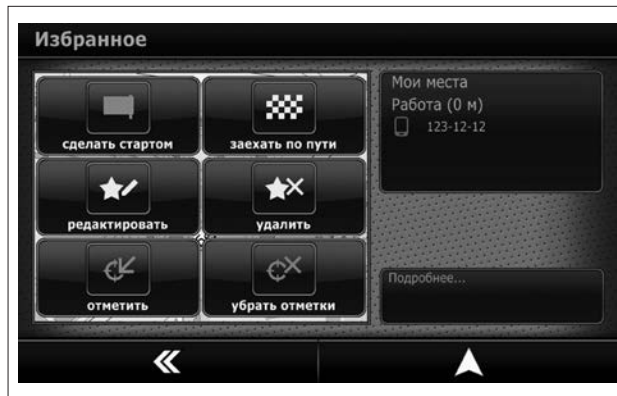 Избранное
сделать стартом
заехать по пути
редактировать
удалить
отметить
убрать отметки
Мои места
Работа (0 м)
123-12-12
Подробнее...